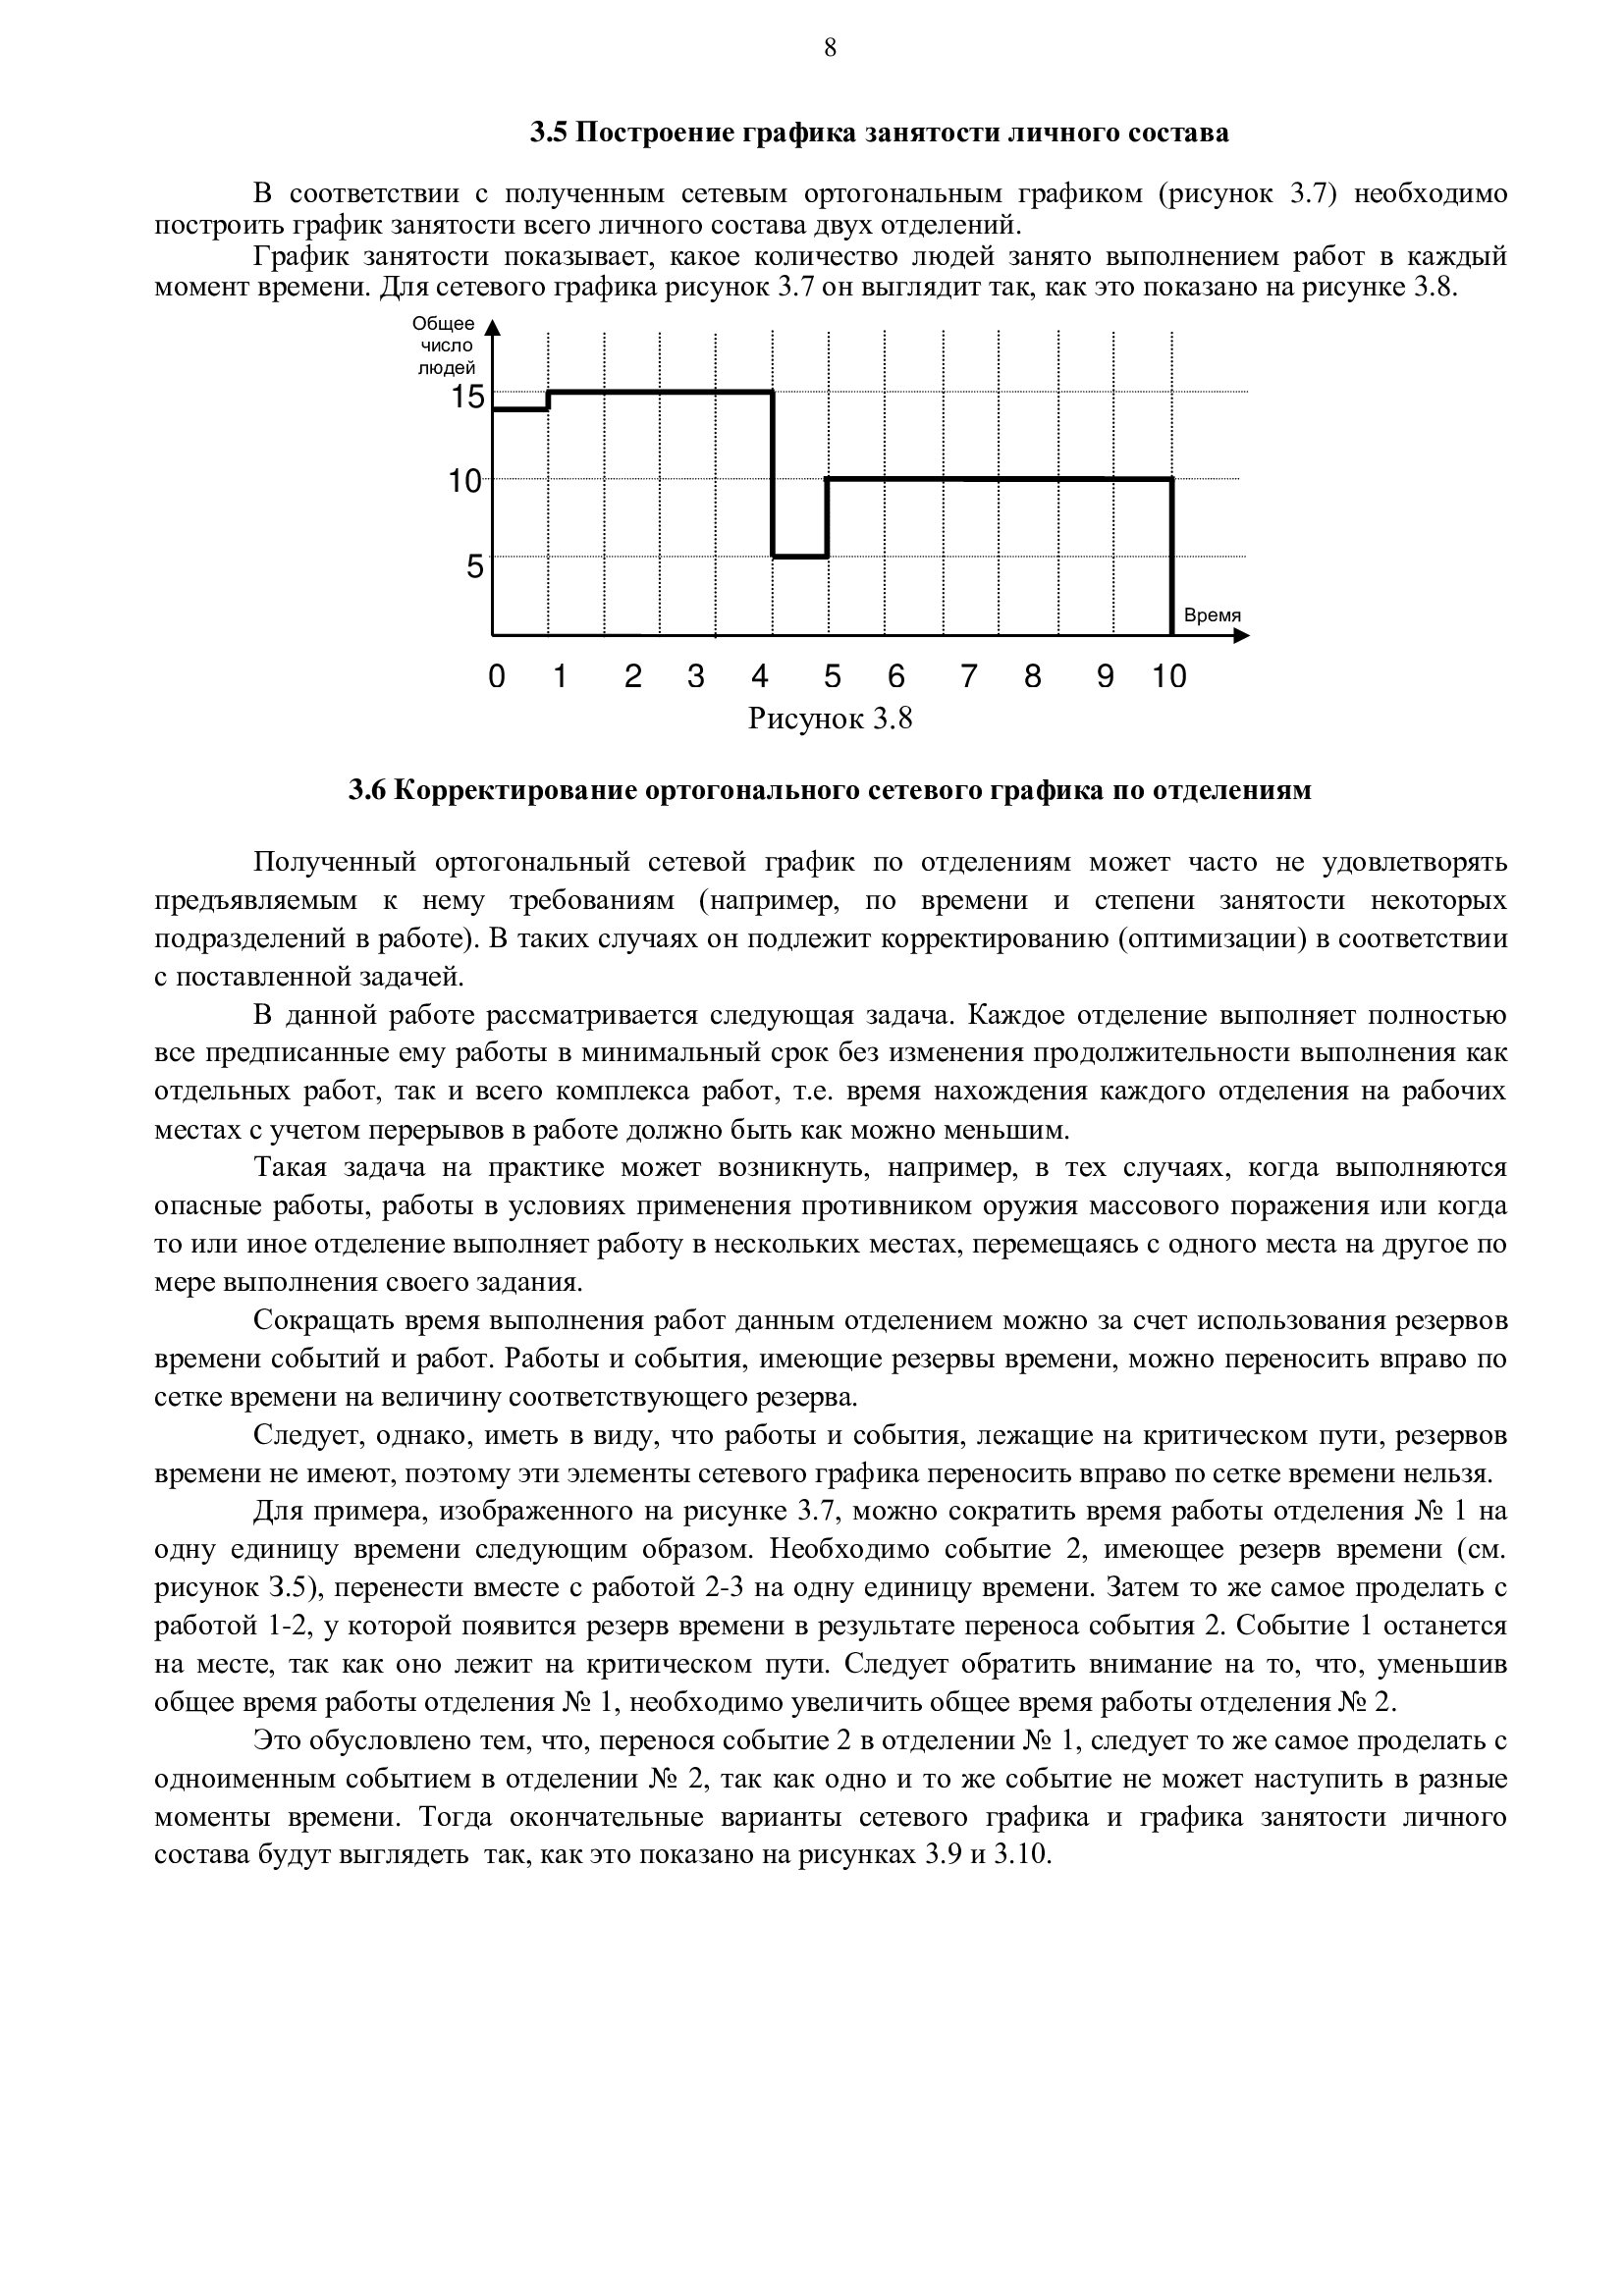 8
3.5 Построение графика занятости личного состава
В соответствии с полученным сетевым ортогональным графиком (рисунок 3.7) необходимо
построить график занятости всего личного состава двух отделений.
График занятости показывает, какое количество людей занято выполнением работ в каждый
момент времени. Для сетевого графика рисунок 3.7 он выглядит так, как это показано на рисунке 3.8.
Общее
число
людей
15
10
5
Время
0 1 2 3 4 5 6 7 8 9 10
Рисунок 3.8
3.6 Корректирование ортогонального сетевого графика по отделениям
Полученный ортогональный сетевой график по отделениям может часто не удовлетворять
предъявляемым к нему требованиям (например, по времени и степени занятости некоторых
подразделений в работе). В таких случаях он подлежит корректированию (оптимизации) в соответствии
с поставленной задачей.
В данной работе рассматривается следующая задача. Каждое отделение выполняет полностью
все предписанные ему работы в минимальный срок без изменения продолжительности выполнения как
отдельных работ, так и всего комплекса работ, т.е. время нахождения каждого отделения на рабочих
местах с учетом перерывов в работе должно быть как можно меньшим.
Такая задача на практике может возникнуть, например, в тех случаях, когда выполняются
опасные работы, работы в условиях применения противником оружия массового поражения или когда
то или иное отделение выполняет работу в нескольких местах, перемещаясь с одного места на другое по
мере выполнения своего задания.
Сокращать время выполнения работ данным отделением можно за счет использования резервов
времени событий и работ. Работы и события, имеющие резервы времени, можно переносить вправо по
сетке времени на величину соответствующего резерва.
Следует, однако, иметь в виду, что работы и события, лежащие на критическом пути, резервов
времени не имеют, поэтому эти элементы сетевого графика переносить вправо по сетке времени нельзя.
Для примера, изображенного на рисунке 3.7, можно сократить время работы отделения № 1 на
одну единицу времени следующим образом. Необходимо событие 2, имеющее резерв времени (см.
рисунок З.5), перенести вместе с работой 2-3 на одну единицу времени. Затем то же самое проделать с
работой 1-2, у которой появится резерв времени в результате переноса события 2. Событие 1 останется
на месте, так как оно лежит на критическом пути. Следует обратить внимание на то, что, уменьшив
общее время работы отделения № 1, необходимо увеличить общее время работы отделения № 2.
Это обусловлено тем, что, перенося событие 2 в отделении № 1, следует то же самое проделать с
одноименным событием в отделении № 2, так как одно и то же событие не может наступить в разные
моменты времени. Тогда окончательные варианты сетевого графика и графика занятости личного
состава будут выглядеть так, как это показано на рисунках 3.9 и 3.10.